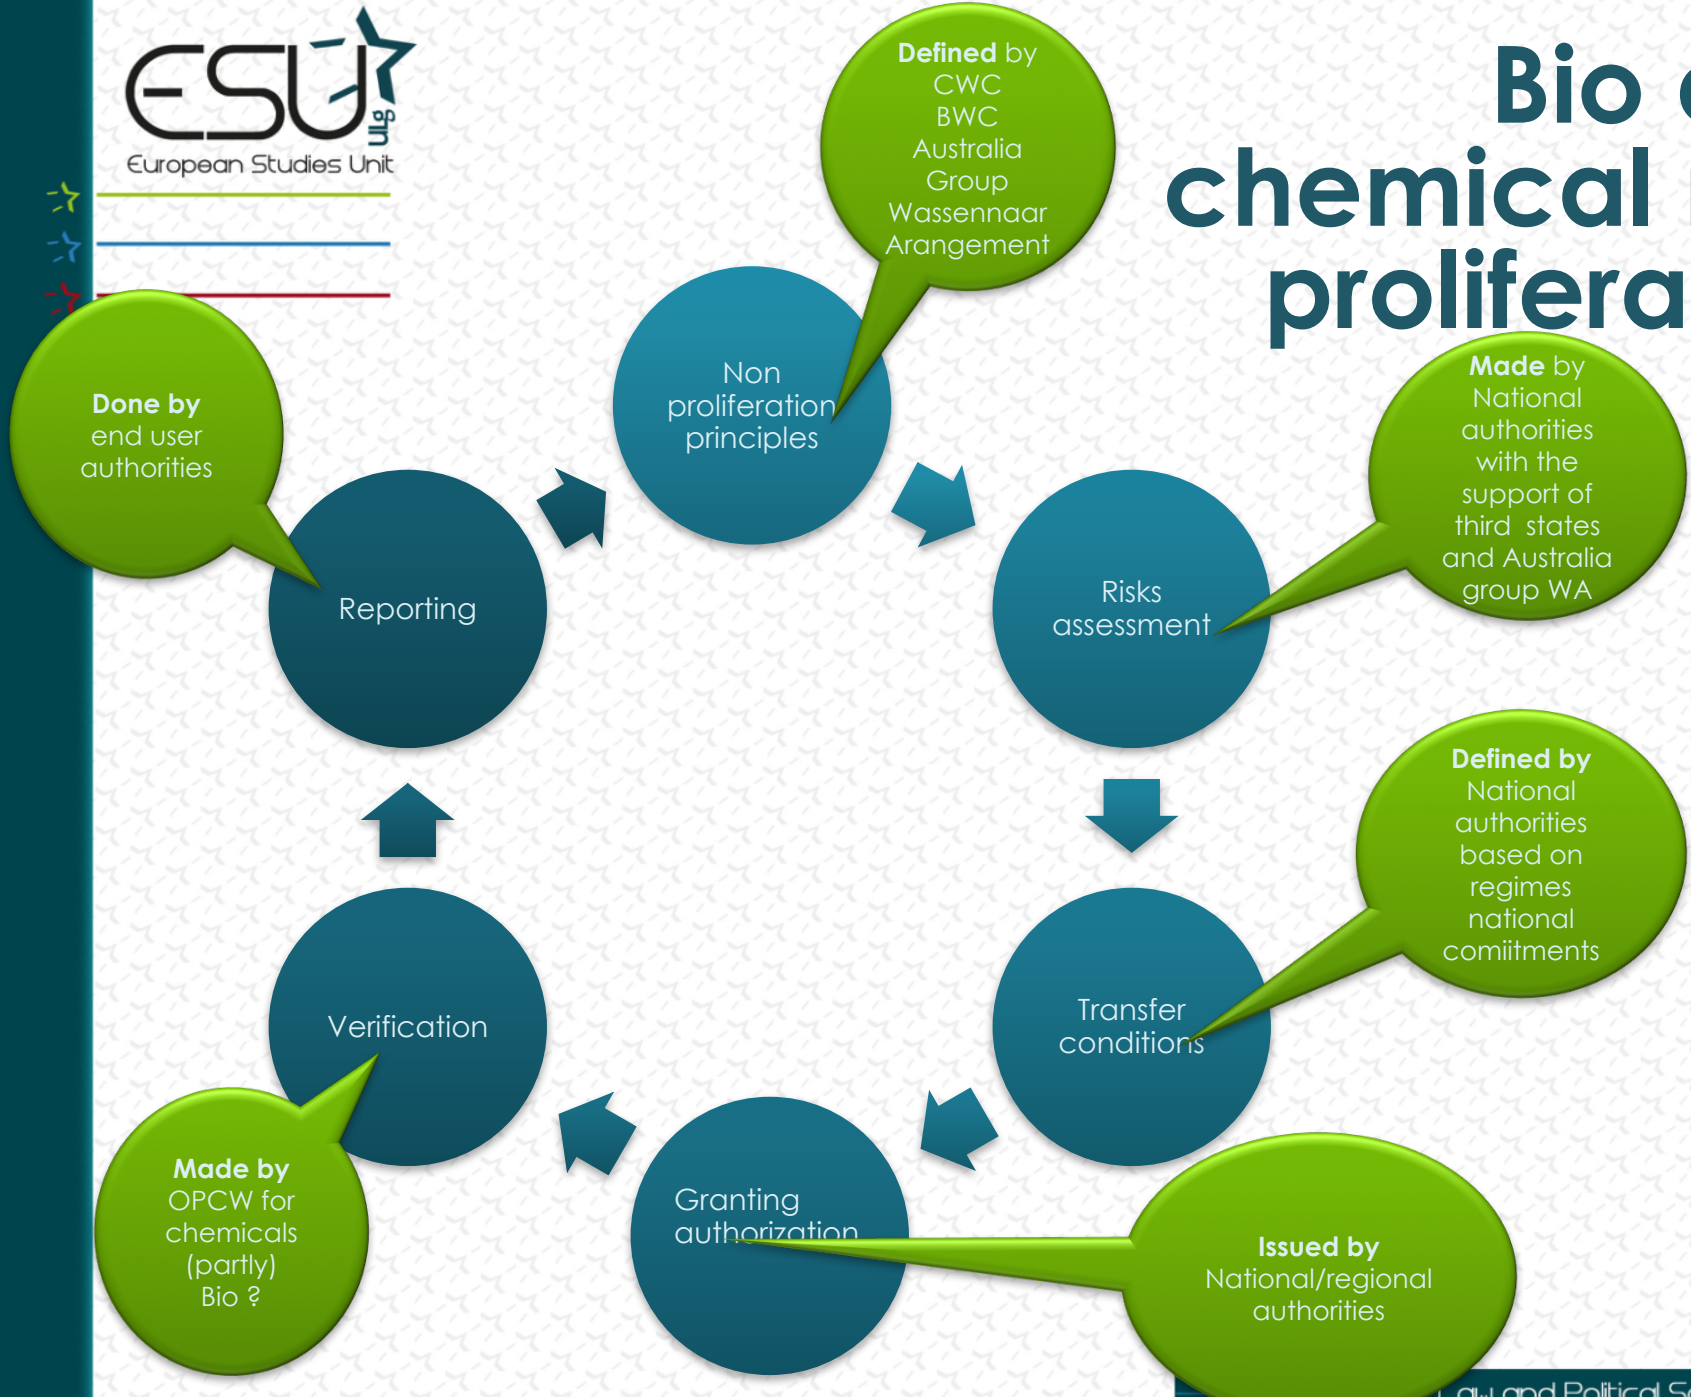 ESU
ulg
European Studies Unit
Bio
chemical
prolifera
Defined by
CWC
BWC
Australia
Group
Wassennaar
Arangement
Non
proliferation
principles
Made by
National
authorities
with the
support of
third states
and Australia
group WA
Risks
assessment
Defined by
National
authorities
based on
regimes
national
comiitments
Transfer
conditions
Issued by
National/regional
authorities
Granting
authorization
Made by
OPCW for
chemicals
(partly)
Bio ?
Verification
Done by
end user
authorities
Reporting
and Political